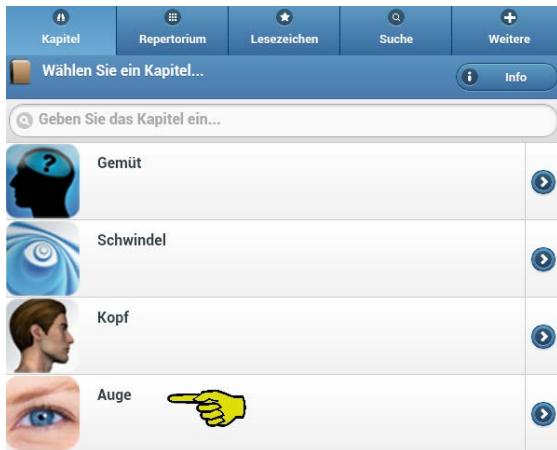 Kapitel
Repertorium
Lesezeichen
Suche
Weitere
Wählen Sie ein Kapitel...
Info
Geben Sie das Kapitel ein...
?
Gemüt
Schwindel
Kopf
Auge